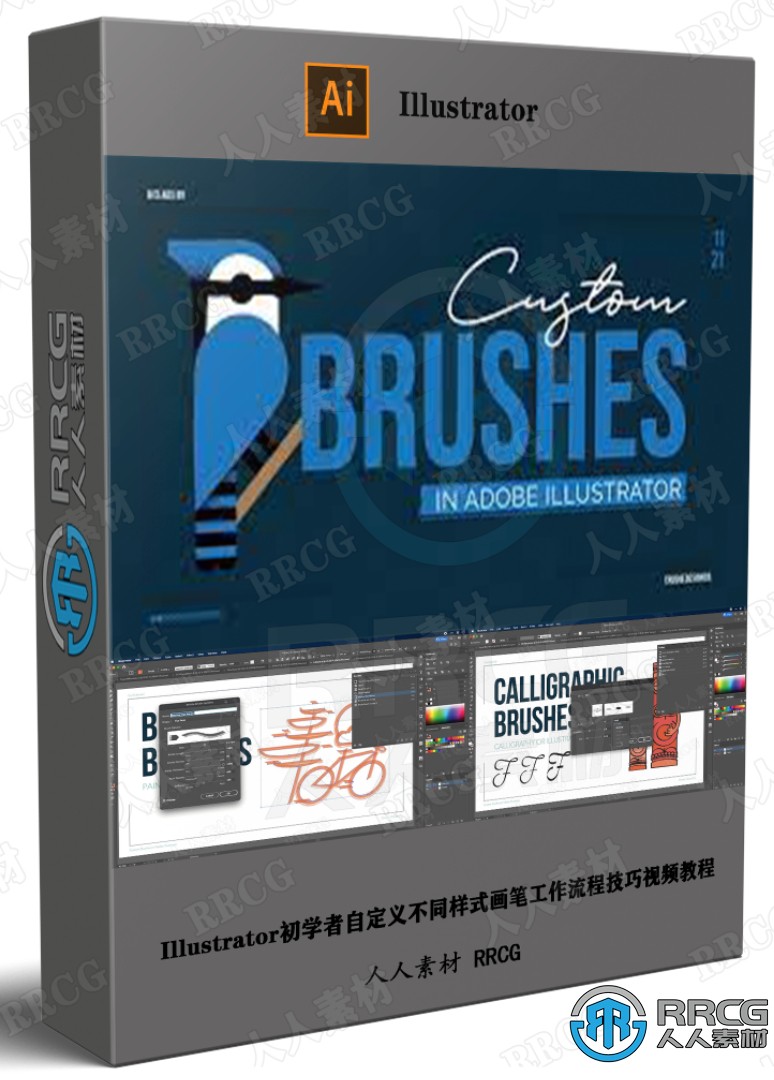 Ai Illustrator
11
21
Custom
BRUSHES
IN ADOBE ILLUSTRATOR
RRCG
人人素材
CALLIGRAPHIC
BRUSHES
F F F
Illustrator初学者自定义不同样式画笔工作流程技巧视频教程
人人素材 RRCG
RRCG
人人素材